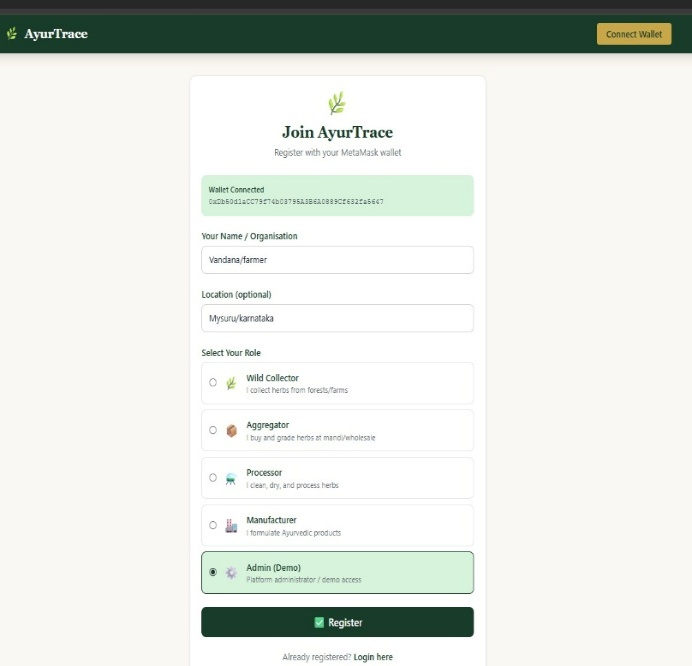 AyurTrace
Connect Wallet
Join AyurTrace
Register with your MetaMask wallet
Wallet Connected
Your Name / Organisation
Vandana/farmer
Location (optional)
Mysuru/karnataka
Select Your Role
Wild Collector
I collect herbs from forests/farms
Aggregator
I buy and grade herbs at mandi/wholesale
Processor
I clean, dry, and process herbs
Manufacturer
I formulate Ayurvedic products
Admin (Demo)
Platform administrator / demo access
Register
Already registered? Login here